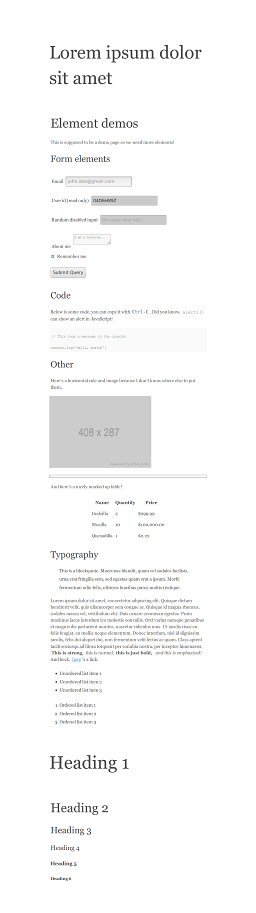 Lorem ipsum dolor
sit amet
Element demos
This is supposed to be a demo page so we need more elements!
Form elements
Email john.doe@gmail.com
User id (read only)
Random disabled input
About me
Remember me
Submit Query
Code
Below is some code, you can copy it with Ctrl-C. Did you know, alert(1)
can show an alert in JavaScript!
// This logs a message to the console
console.log("hello, world!");
Other
Here's a horizontal rule and image because I don't know where else to put
them.
408 x 287
And here's a nicely marked up table!
Name Quantity Price
Godzilla 2 $299.99
Mozilla 10 $100,000.00
Quesadilla 1 $2.22
Typography
This is a blockquote. Maecenas blandit, quam vel sodales facilisis,
urna erat fringilla sem, sed egestas quam erat a ipsum. Morbi
fermentum odio felis, ultrices faucibus purus mattis tristique.
Lorem ipsum dolor sit amet, consectetur adipiscing elit. Quisque dictum
hendrerit velit, quis ullamcorper sem congue ac. Quisque id magna rhoncus,
sodales massa vel, vestibulum elit. Duis ornare accumsan egestas. Proin
maximus lacus interdum leo molestie convallis. Orci varius natoque penatibus
et magnis dis parturient montes, nascetur ridiculus mus. Ut iaculis risus eu
felis feugiat, eu mollis neque elementum. Donec interdum, nisl id dignissim
iaculis, felis dui aliquet dui, non fermentum velit lectus ac quam. Class aptent
taciti sociosqu ad litora torquent per conubia nostra, per inceptos himenaeos.
This is strong, this is normal, this is just bold, and this is emphasized!
And heck, here's a link.
Unordered list item 1
Unordered list item 2
Unordered list item 3
1. Ordered list item 1
2. Ordered list item 2
3. Ordered list item 3
Heading 1
Heading 2
Heading 3
Heading 4
Heading 5
Heading 6